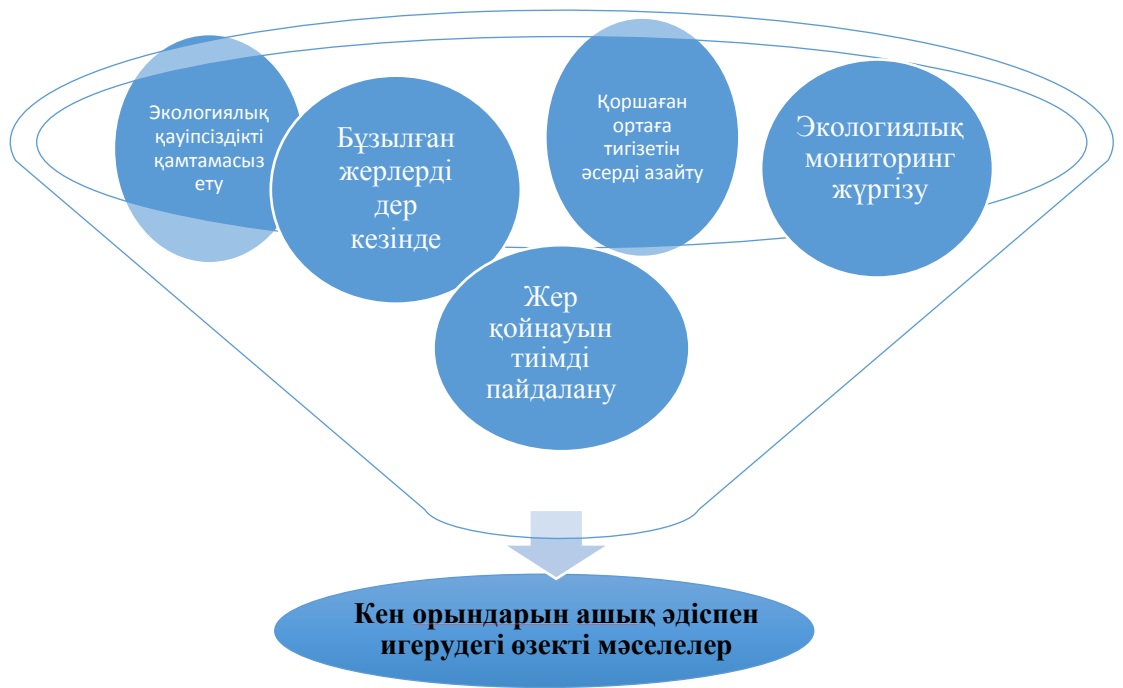 Экологиялық
қауіпсіздікті
қамтамасыз
ету
Бұзылған
жерлерді
дер
кезінде
Қоршаған
ортаға
тигізетін
әсерді азайту
Экологиялық
мониторинг
жүргізу
Жер
қойнауын
тиімді
пайдалану
Кен орындарын ашық әдіспен
игерудегі өзекті мәселелер